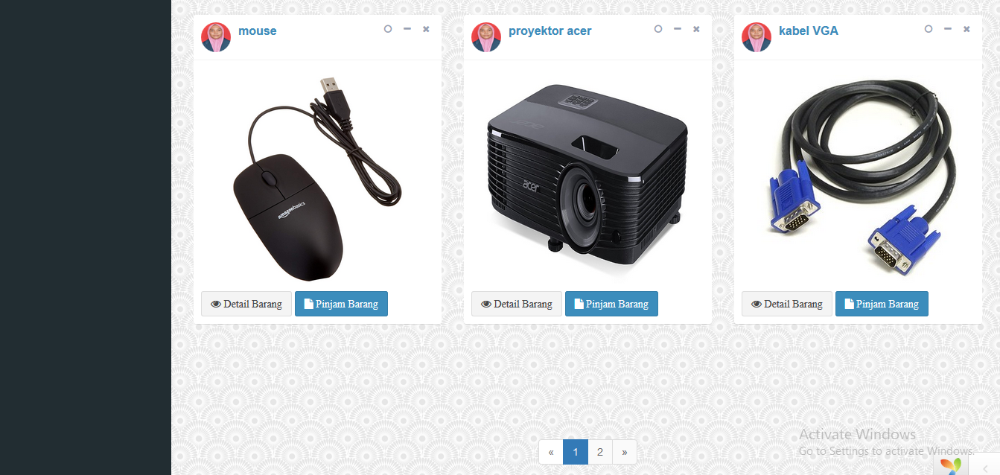 mouse
proyektor acer
kabel VGA
amazonbasics
acer
acer
Detail Barang
Pinjam Barang
Detail Barang
Pinjam Barang
Detail Barang
Pinjam Barang
« 1 2 »
Activate Windows
Go to Settings to activate Windows.